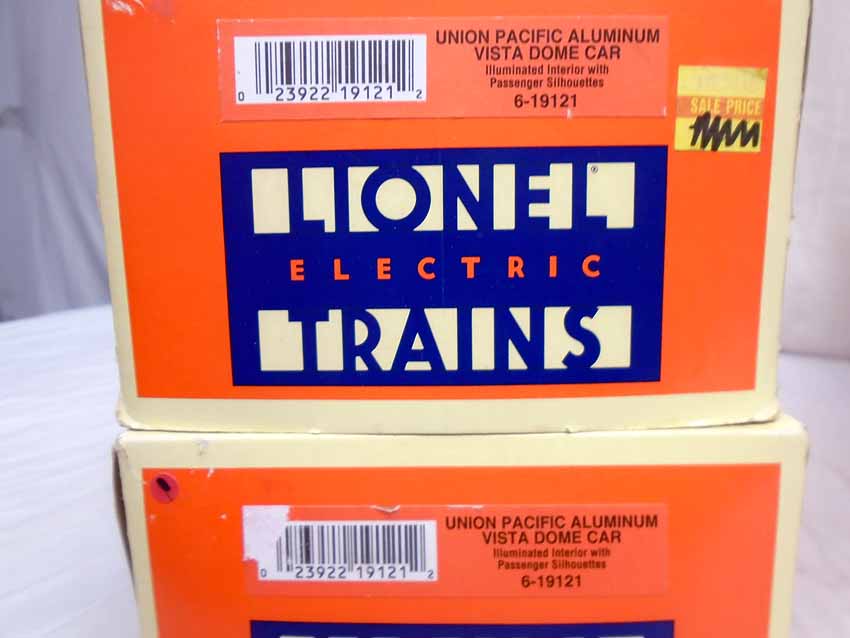 UNION PACIFIC ALUMINUM
VISTA DOME CAR
Illuminated Interior with
Passenger Silhouettes
6-19121
0 23922 19121 2
SALE PRICE
LIONEL®
ELECTRIC
TRAINS
UNION PACIFIC ALUMINUM
VISTA DOME CAR
Illuminated Interior with
Passenger Silhouettes
6-19121
0 23922 19121 2